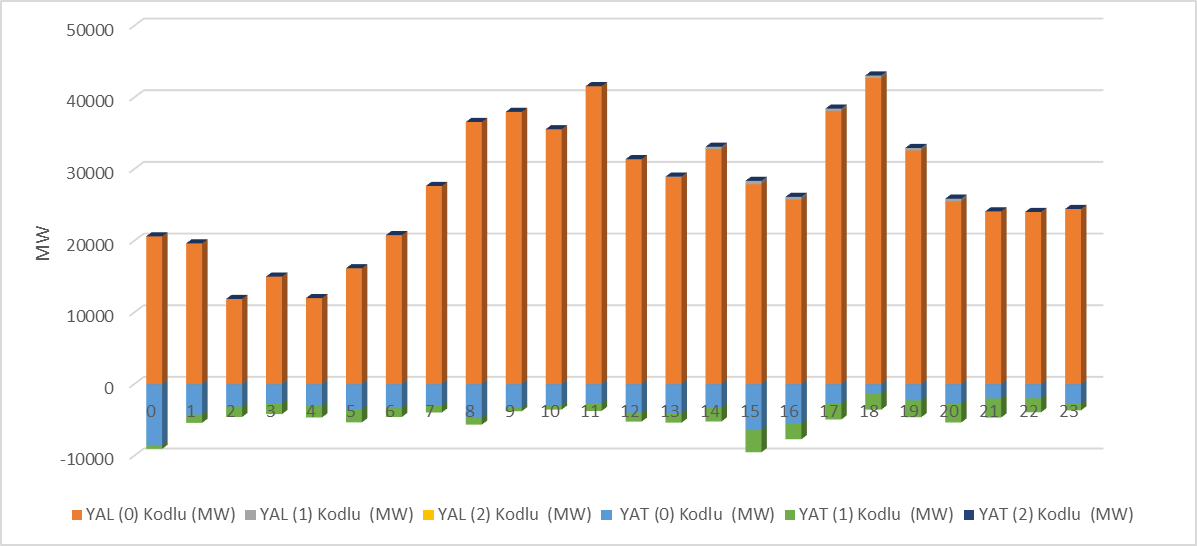 50000
40000
30000
20000
10000
0
-10000
MW
0 1 2 3 4 5 6 7 8 9 10 11 12 13 14 15 16 17 18 19 20 21 22 23
YAL (0) Kodlu (MW) YAL (1) Kodlu (MW) YAL (2) Kodlu (MW) YAT (0) Kodlu (MW) YAT (1) Kodlu (MW) YAT (2) Kodlu (MW)